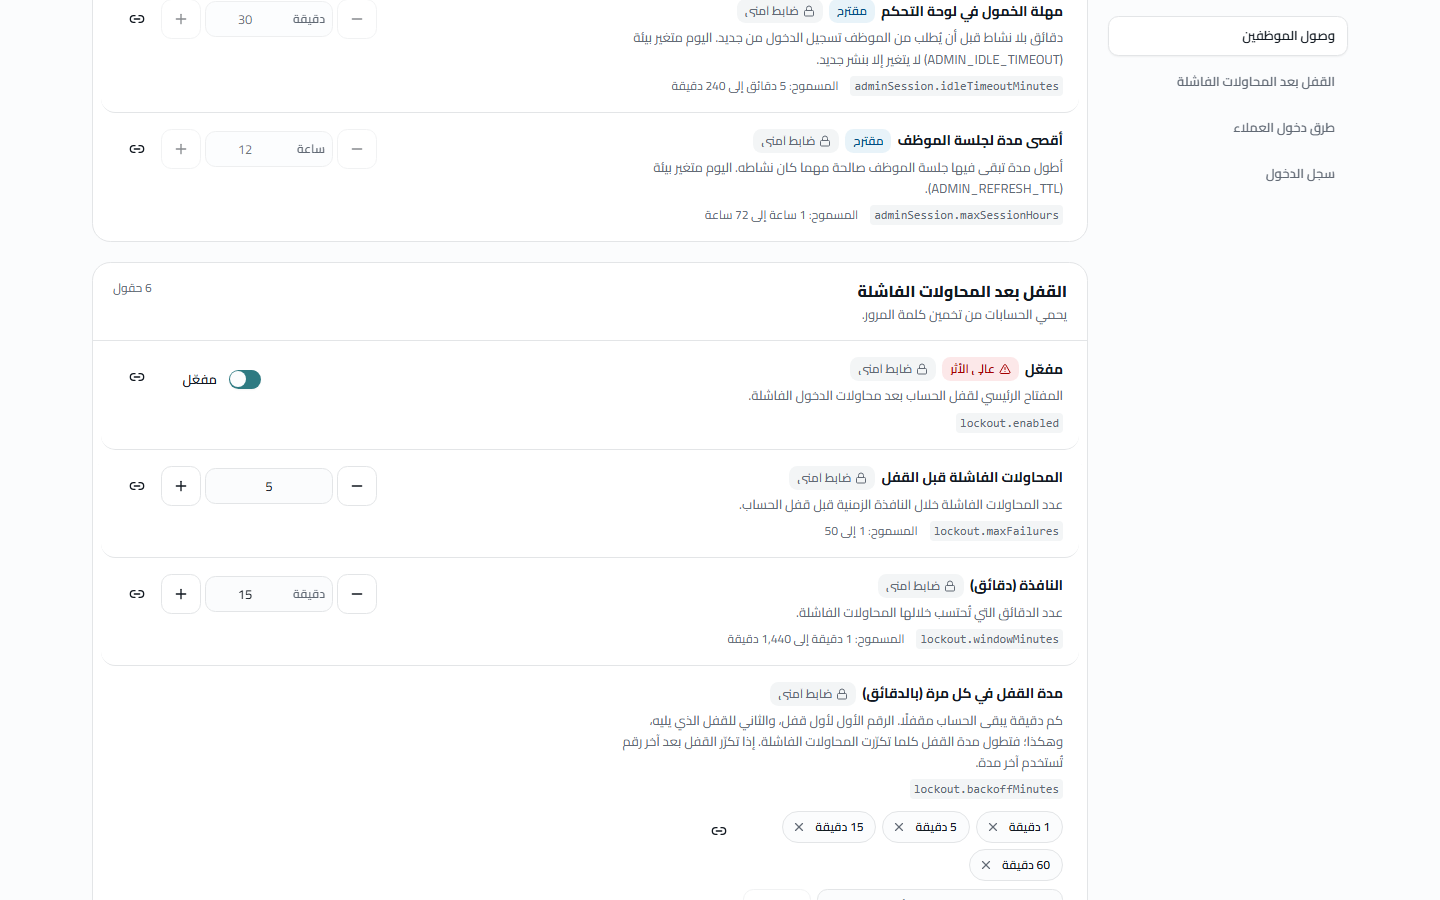 وصول الموظفين
القفل بعد المحاولات الفاشلة
طرق دخول العملاء
سجل الدخول
مهلة الخمول في لوحة التحكم مقترح ضابط أمني
دقيقة 30
دقائق بلا نشاط قبل أن يُطلب من الموظف تسجيل الدخول من جديد. اليوم متغير بيئة
(ADMIN_IDLE_TIMEOUT) لا يتغير إلا بنشر جديد.
adminSession.idleTimeoutMinutes المسموح: 5 دقائق إلى 240 دقيقة
أقصى مدة لجلسة الموظف مقترح ضابط أمني
ساعة 12
أطول مدة تبقى فيها جلسة الموظف صالحة مهما كان نشاطه. اليوم متغير بيئة
(ADMIN_REFRESH_TTL).
adminSession.maxSessionHours المسموح: 1 ساعة إلى 72 ساعة
القفل بعد المحاولات الفاشلة
6 حقول
يحمي الحسابات من تخمين كلمة المرور.
مفعّل عالي الأثر ضابط أمني
مفعّل
المفتاح الرئيسي لقفل الحساب بعد محاولات الدخول الفاشلة.
lockout.enabled
المحاولات الفاشلة قبل القفل ضابط أمني
5
عدد المحاولات الفاشلة خلال النافذة الزمنية قبل قفل الحساب.
lockout.maxFailures المسموح: 1 إلى 50
النافذة (دقائق) ضابط أمني
دقيقة 15
عدد الدقائق التي تُحتسب خلالها المحاولات الفاشلة.
lockout.windowMinutes المسموح: 1 دقيقة إلى 1,440 دقيقة
مدة القفل في كل مرة (بالدقائق) ضابط أمني
كم دقيقة يبقى الحساب مقفلًا. الرقم الأول لأول قفل، والثاني للقفل الذي يليه،
وهكذا؛ فتطول مدة القفل كلما تكرّرت المحاولات الفاشلة. إذا تكرّر القفل بعد آخر رقم
تُستخدم آخر مدة.
lockout.backoffMinutes
1 دقيقة 5 دقيقة 15 دقيقة
60 دقيقة